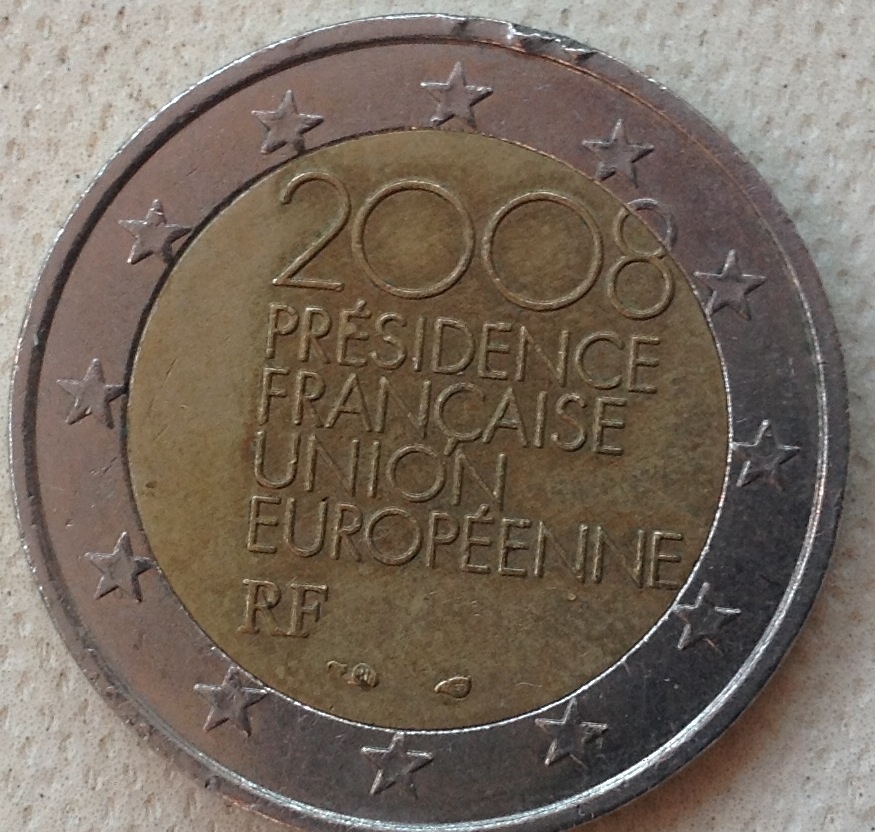 2008
PRÉSIDENCE
FRANÇAISE
UNION
EUROPÉENNE
RF